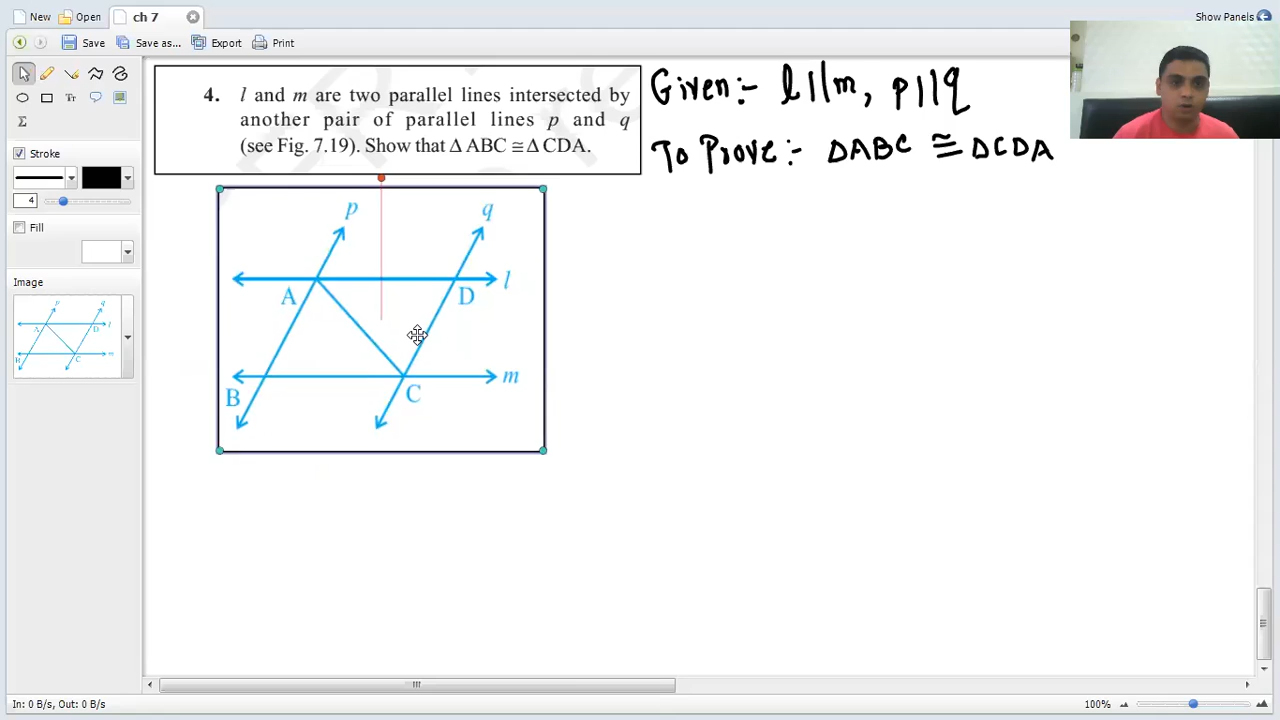 New Open ch 7 Show Panels
Save Save as... Export Print
4. l and m are two parallel lines intersected by
another pair of parallel lines p and q
(see Fig. 7.19). Show that Δ ABC ≅ Δ CDA.
Given:- l||m, p||q
To Prove:- ΔABC ≅ ΔCDA
Tr
Σ
Stroke
4
Fill
Image
p q
l
A D
m
B C
p q
A D l
m
B C
In: 0 B/s, Out: 0 B/s 100%